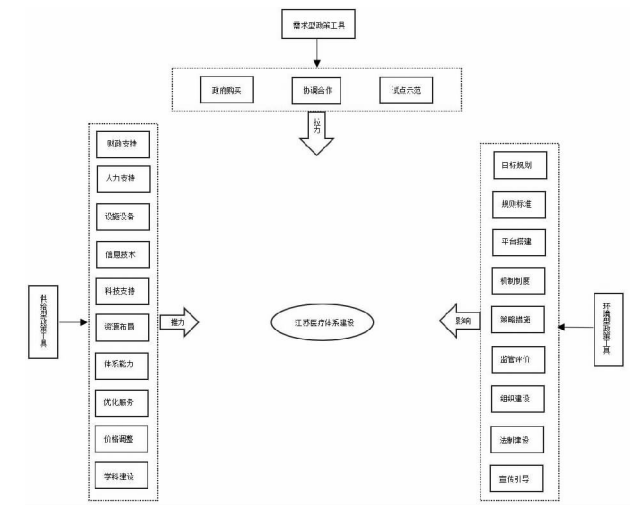 需求型政策工具
政府购买
协调合作
试点示范
拉力
财政支持
人力支持
设施设备
信息技术
科技支持
资源布局
体系能力
优化服务
价格调整
学科建设
供给型政策工具
推力
江苏医疗体系建设
影响
目标规划
规则标准
平台搭建
机制制度
策略措施
监管评价
组织建设
法制建设
宣传引导
环境型政策工具